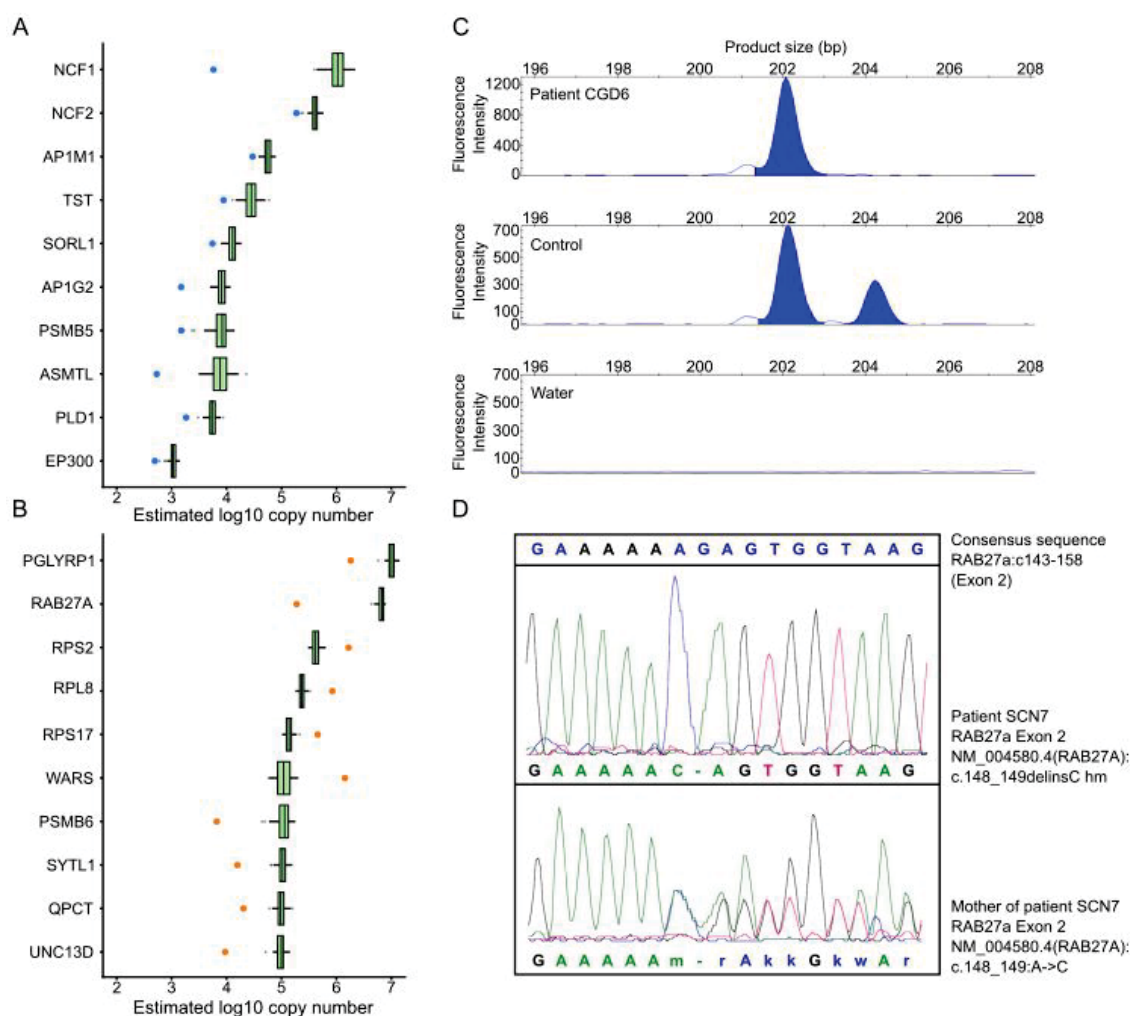 A
NCF1
NCF2
AP1M1
TST
SORL1
AP1G2
PSMB5
ASMTL
PLD1
EP300
2 3 4 5 6 7
Estimated log10 copy number
B
PGLYRP1
RAB27A
RPS2
RPL8
RPS17
WARS
PSMB6
SYTL1
QPCT
UNC13D
2 3 4 5 6 7
Estimated log10 copy number
C
Product size (bp)
196 198 200 202 204 206 208
Patient CGD6
Fluorescence
Intensity
1200
800
400
0
196 198 200 202 204 206 208
Control
Fluorescence
Intensity
700
500
300
100
0
196 198 200 202 204 206 208
Water
Fluorescence
Intensity
700
500
300
100
0
D
G A A A A A A G A G T G G T A A G
Consensus sequence
RAB27a:c143-158
(Exon 2)
G A A A A A C - A G T G G T A A G
Patient SCN7
RAB27a Exon 2
NM_004580.4(RAB27A):
c.148_149delinsC hm
G A A A A A m - r A k k G k w A r
Mother of patient SCN7
RAB27a Exon 2
NM_004580.4(RAB27A):
c.148_149:A->C